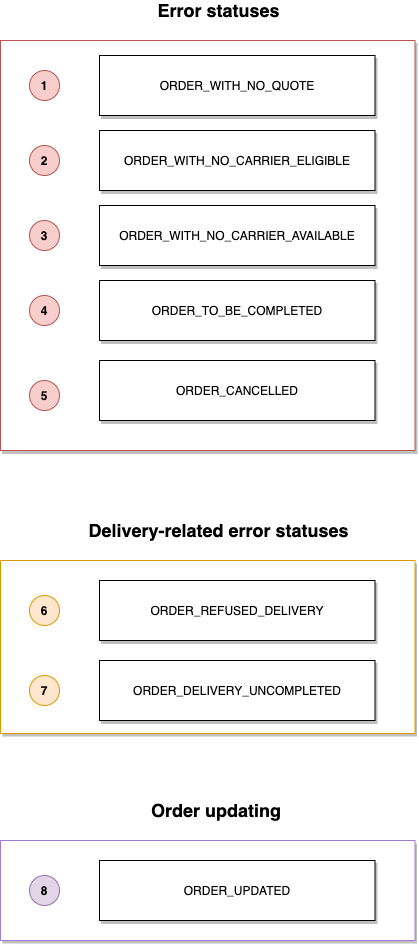 Error statuses
1 ORDER_WITH_NO_QUOTE
2 ORDER_WITH_NO_CARRIER_ELIGIBLE
3 ORDER_WITH_NO_CARRIER_AVAILABLE
4 ORDER_TO_BE_COMPLETED
5 ORDER_CANCELLED
Delivery-related error statuses
6 ORDER_REFUSED_DELIVERY
7 ORDER_DELIVERY_UNCOMPLETED
Order updating
8 ORDER_UPDATED